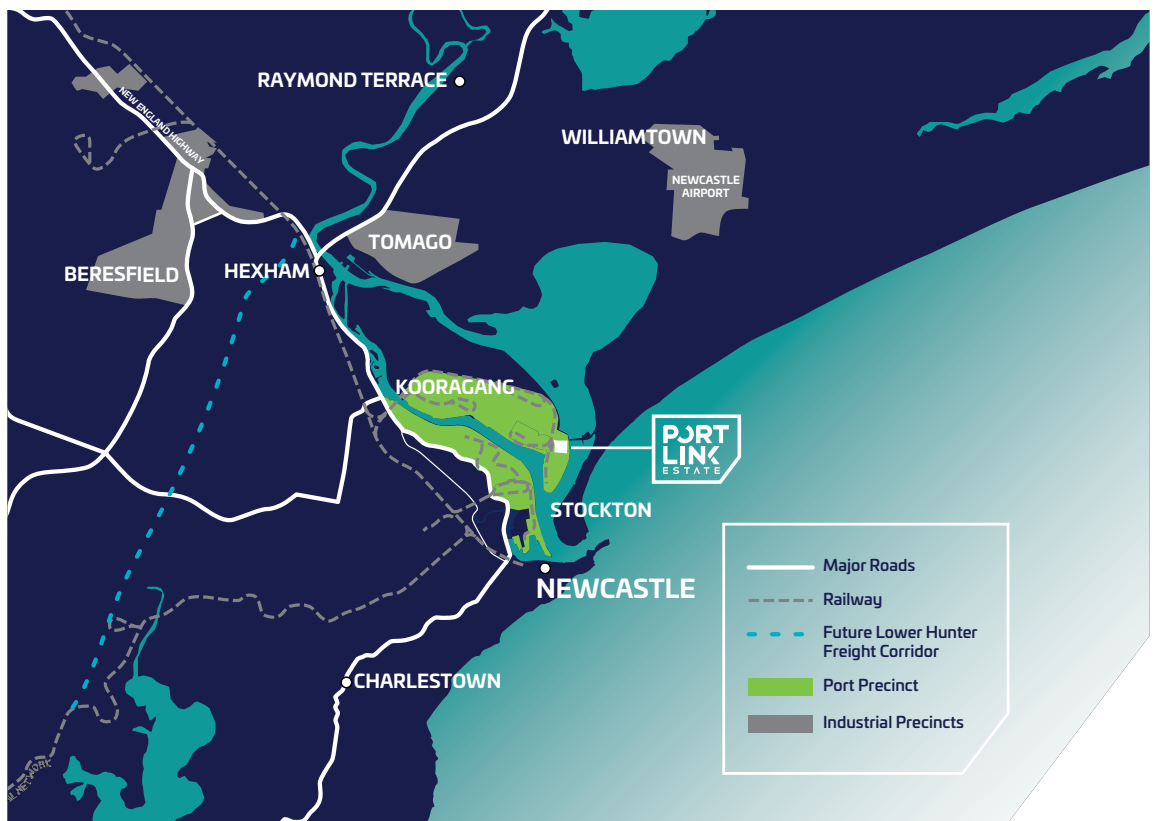 RAYMOND TERRACE
NEW ENGLAND HIGHWAY
WILLIAMTOWN
NEWCASTLE
AIRPORT
TOMAGO
BERESFIELD
HEXHAM
KOORAGANG
PORT
LINK
ESTATE
STOCKTON
NEWCASTLE
CHARLESTOWN
Major Roads
Railway
Future Lower Hunter
Freight Corridor
Port Precinct
Industrial Precincts